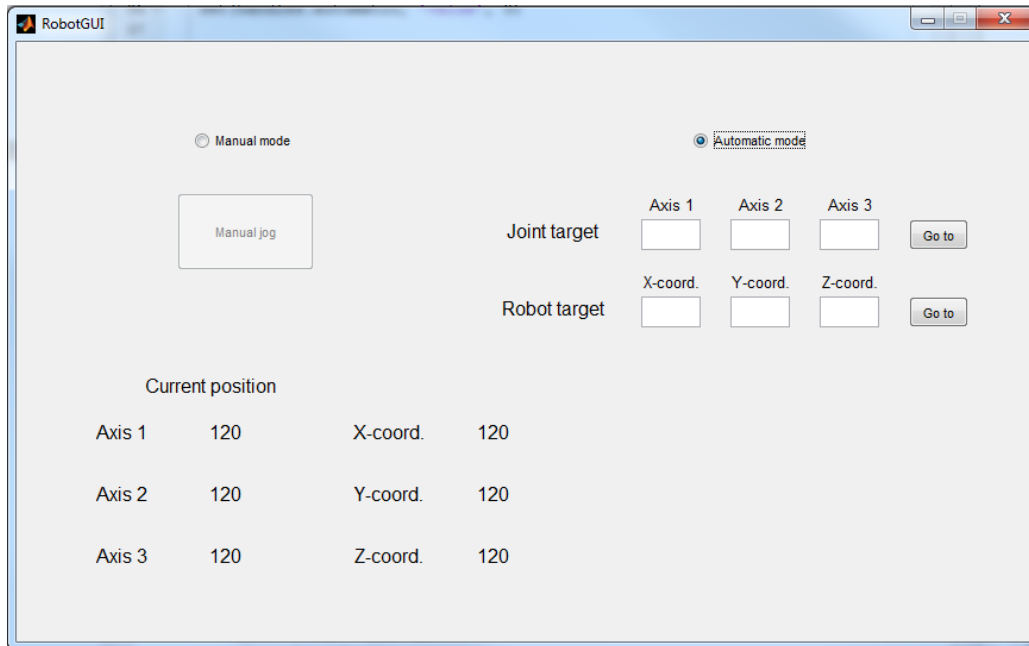 RobotGUI
Manual mode
Automatic mode
Manual jog
Axis 1 Axis 2 Axis 3
Joint target
Go to
X-coord. Y-coord. Z-coord.
Robot target
Go to
Current position
Axis 1 120 X-coord. 120
Axis 2 120 Y-coord. 120
Axis 3 120 Z-coord. 120